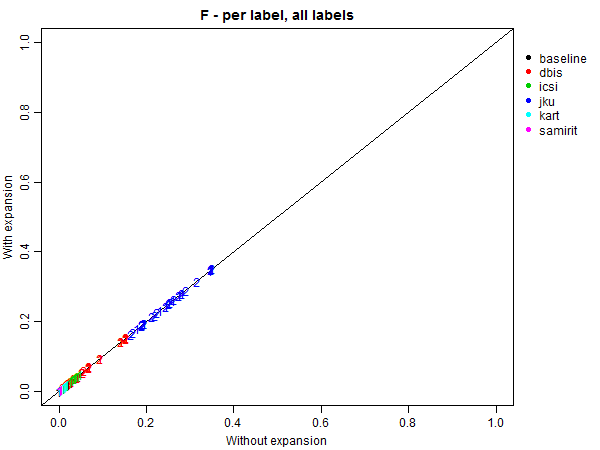 F - per label, all labels
1.0
0.8
0.6
0.4
0.2
0.0
With expansion
0.0 0.2 0.4 0.6 0.8 1.0
Without expansion
baseline
dbis
icsi
jku
kart
samirit